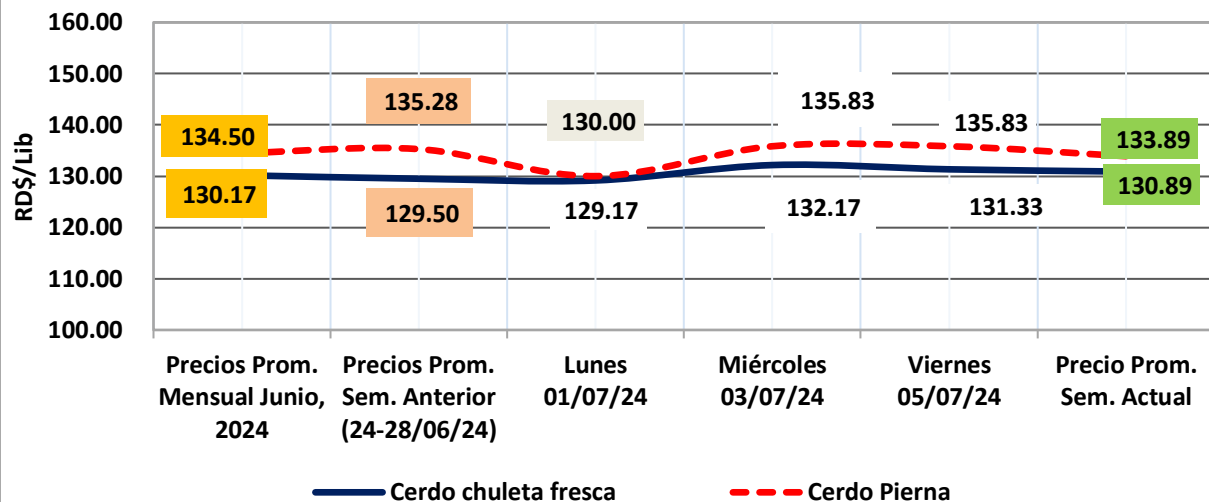 160.00
150.00
140.00
130.00
120.00
110.00
100.00
RD$/Lib
134.50
135.28
130.00
135.83
135.83
133.89
130.17
129.50
129.17
132.17
131.33
130.89
Precios Prom.
Mensual Junio,
2024
Precios Prom.
Sem. Anterior
(24-28/06/24)
Lunes
01/07/24
Miércoles
03/07/24
Viernes
05/07/24
Precio Prom.
Sem. Actual
Cerdo chuleta fresca
Cerdo Pierna